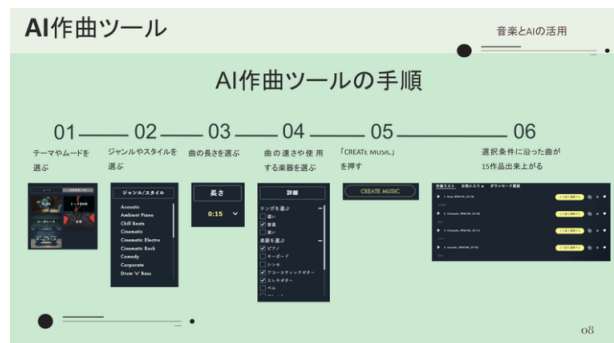 AI作曲ツール
音楽とAIの活用
AI作曲ツールの手順
01
テーマやムードを
選ぶ
02
ジャンルやスタイルを
選ぶ
03
曲の長さを選ぶ
04
曲の速さや使用
する楽器を選ぶ
05
「CREATE MUSIC」
を押す
06
選択条件に沿った曲が
15作品出来上がる
ジャンル/スタイル
Acoustic
Ambient Piano
Chill Beats
Cinematic
Cinematic Electro
Cinematic Rock
Comedy
Corporate
Drum 'n' Bass
長さ
0:15
詳細
テンポを選ぶ
遅い
普通
速い
楽器を選ぶ
ピアノ
キーボード
シンセ
アコースティックギター
エレキギター
ベル
CREATE MUSIC
08